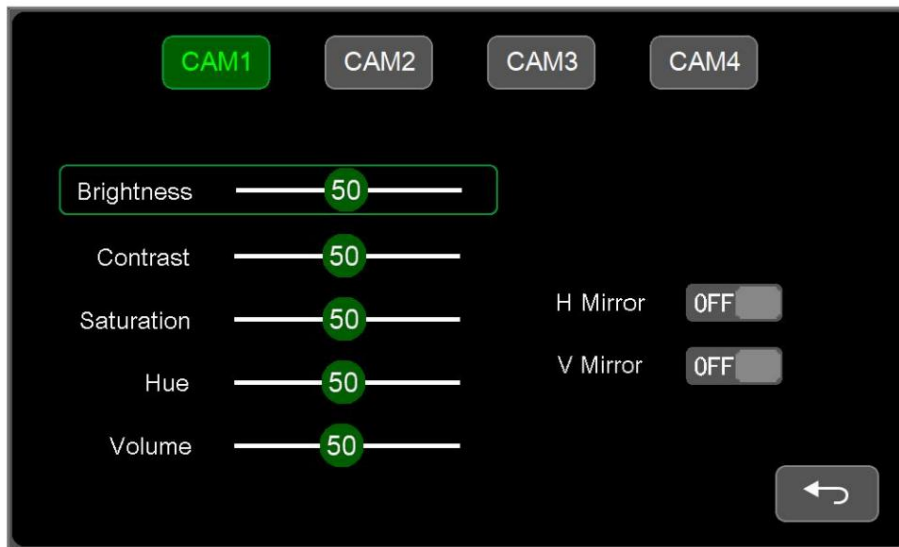 CAM1 CAM2 CAM3 CAM4
Brightness 50
Contrast 50
Saturation 50
H Mirror OFF
Hue 50
V Mirror OFF
Volume 50